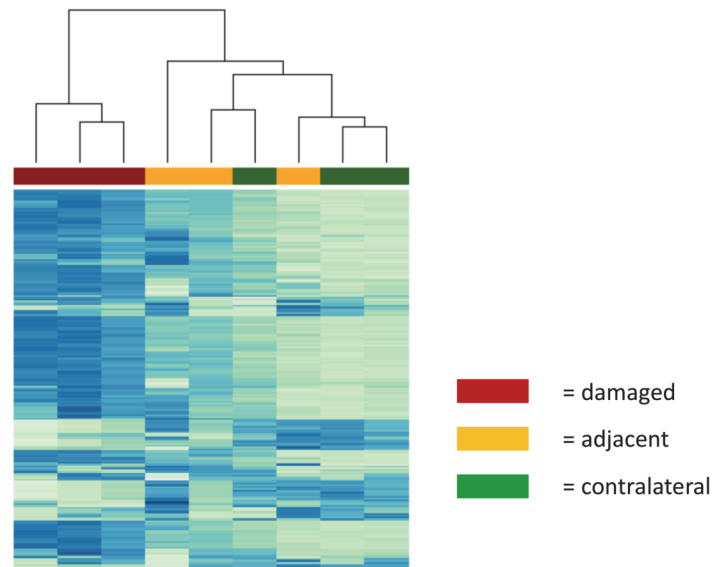 = damaged
= adjacent
= contralateral